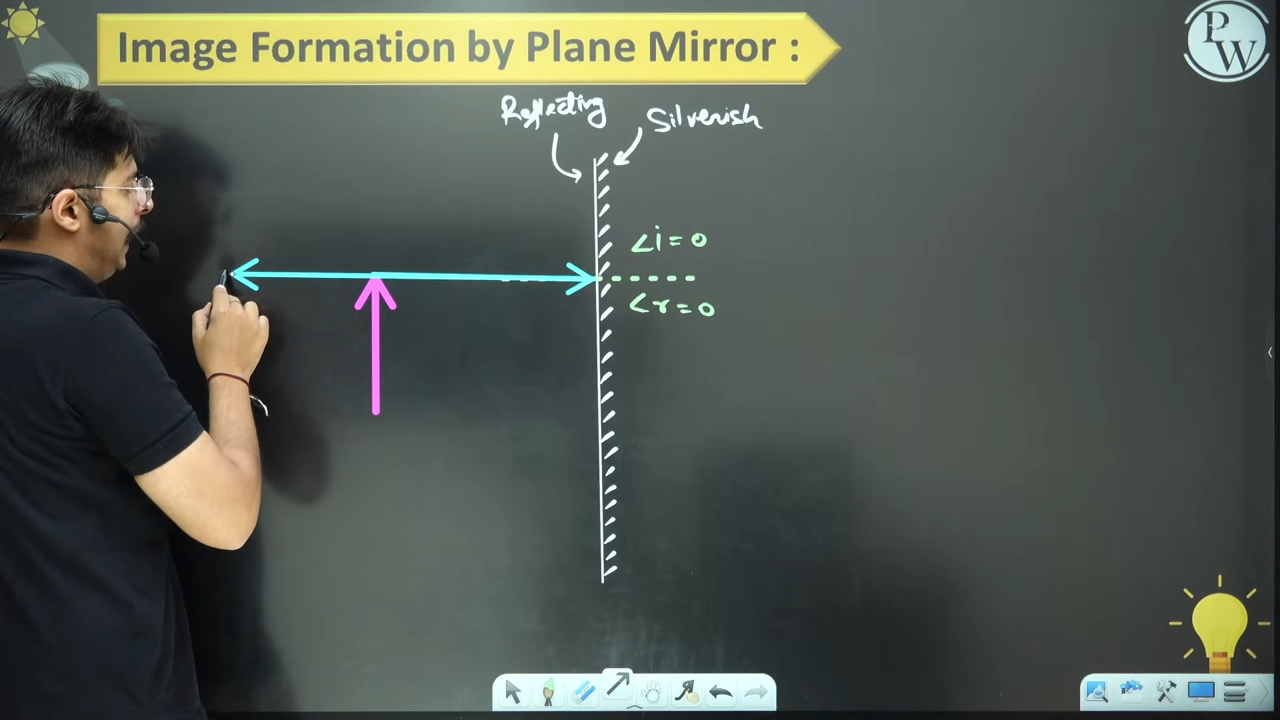 Image Formation by Plane Mirror :
PW
Reflecting
Silverish
∠i = 0
∠r = 0